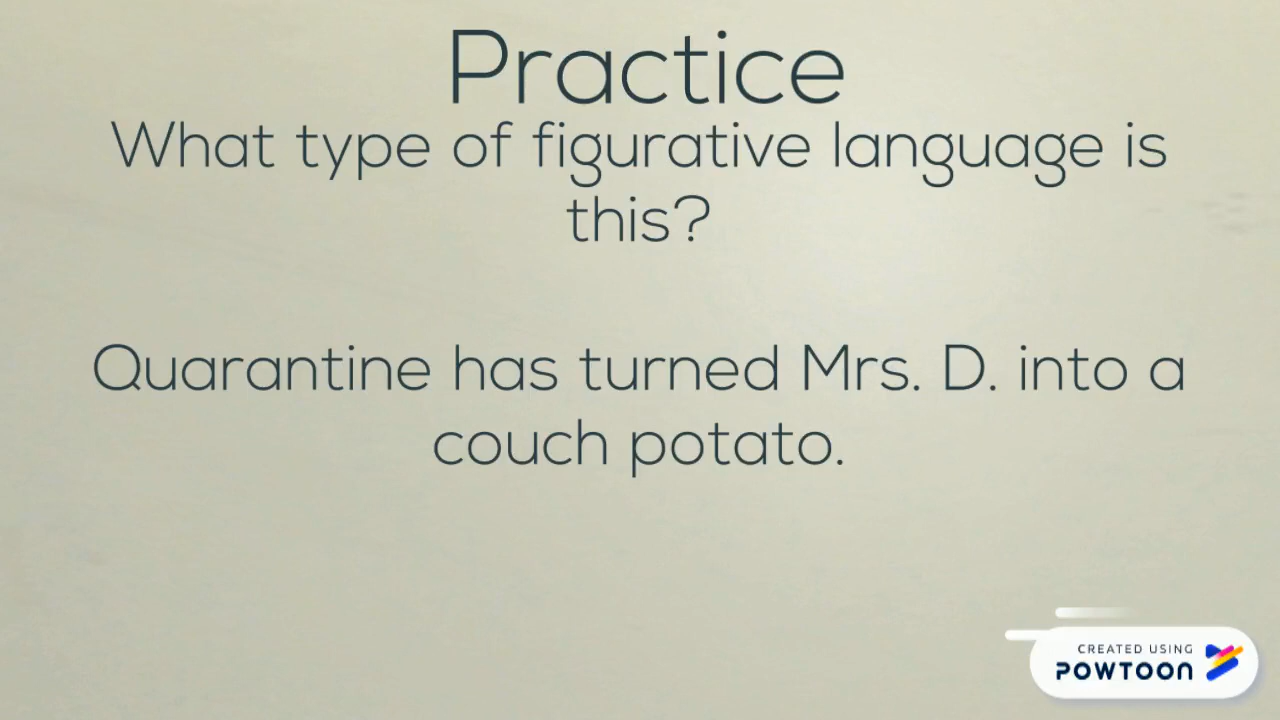 Practice
What type of figurative language is
this?
Quarantine has turned Mrs. D. into a
couch potato.
CREATED USING
POWTOON